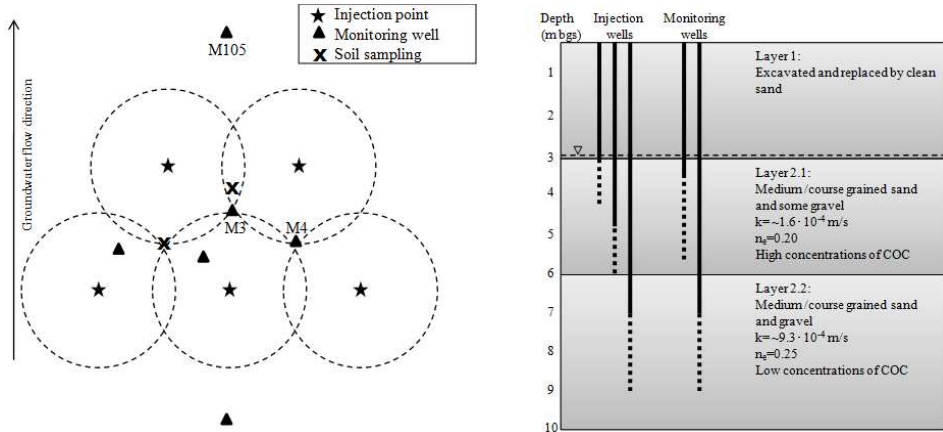 Injection point
Monitoring well
Soil sampling
M105
Groundwater flow direction
M3
M4
Depth
(m bgs)
Injection
wells
Monitoring
wells
1
2
3
4
5
6
7
8
9
10
Layer 1:
Excavated and replaced by clean
sand
Layer 2.1:
Medium/course grained sand
and some gravel
k=~1.6· 10⁻⁴ m/s
nₑ=0.20
High concentrations of COC
Layer 2.2:
Medium/course grained sand
and gravel
k=~9.3· 10⁻⁴ m/s
nₑ=0.25
Low concentrations of COC